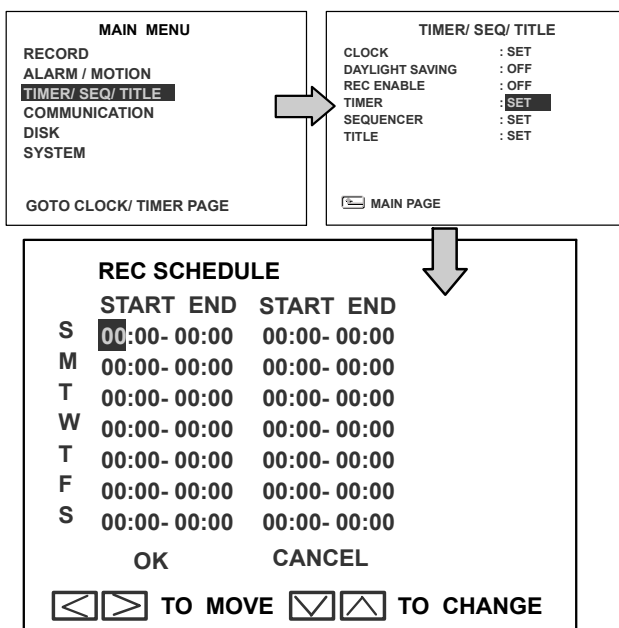 MAIN MENU
RECORD
ALARM / MOTION
TIMER/ SEQ/ TITLE
COMMUNICATION
DISK
SYSTEM
GOTO CLOCK/ TIMER PAGE
TIMER/ SEQ/ TITLE
CLOCK : SET
DAYLIGHT SAVING : OFF
REC ENABLE : OFF
TIMER : SET
SEQUENCER : SET
TITLE : SET
MAIN PAGE
REC SCHEDULE
START END START END
S 00:00- 00:00 00:00- 00:00
M 00:00- 00:00 00:00- 00:00
T 00:00- 00:00 00:00- 00:00
W 00:00- 00:00 00:00- 00:00
T 00:00- 00:00 00:00- 00:00
F 00:00- 00:00 00:00- 00:00
S 00:00- 00:00 00:00- 00:00
OK CANCEL
TO MOVE TO CHANGE